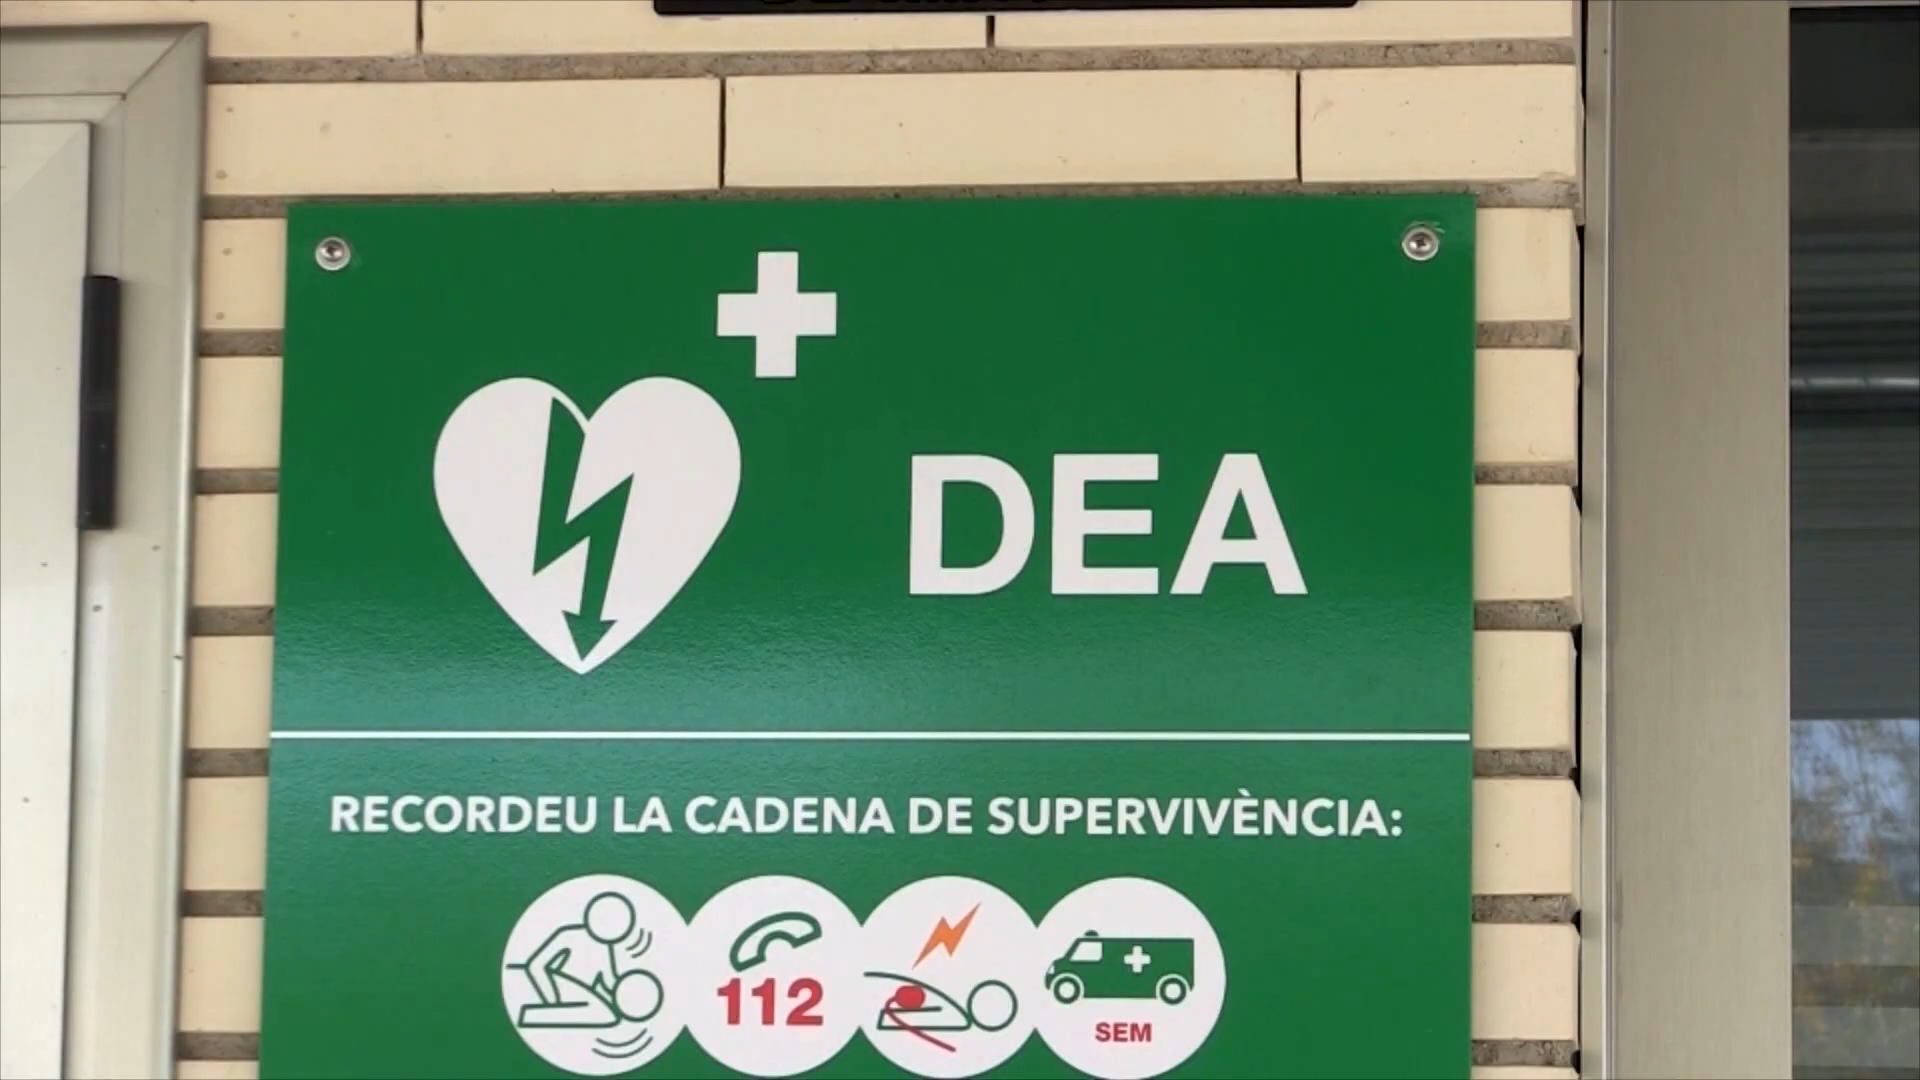 DEA
RECORDEU LA CADENA DE SUPERVIVÈNCIA:
112
SEM